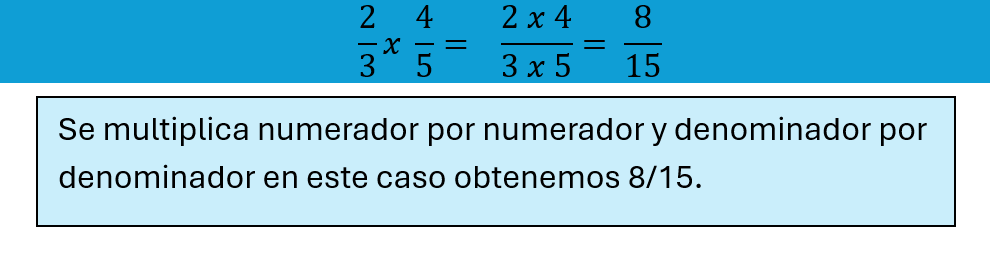 2/3 x 4/5 = 2 x 4/3 x 5 = 8/15
Se multiplica numerador por numerador y denominador por
denominador en este caso obtenemos 8/15.